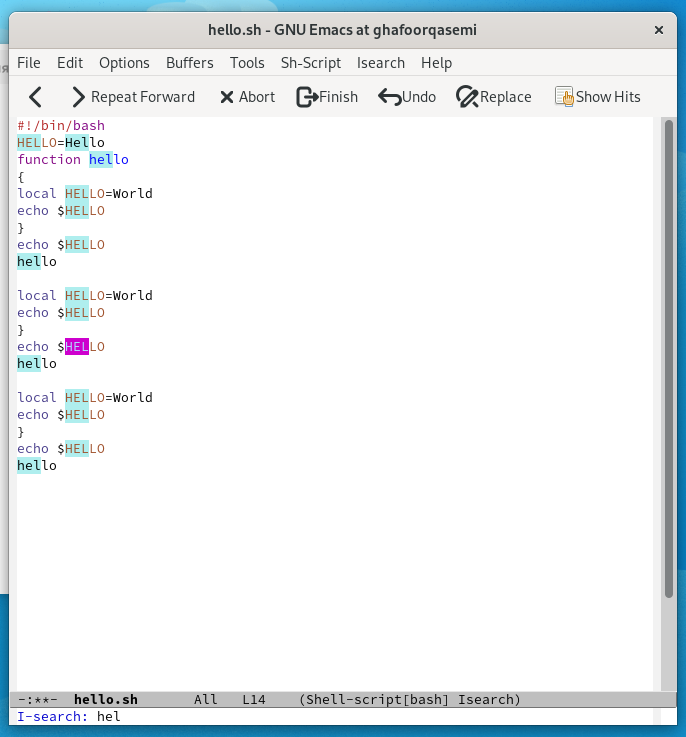 hello.sh - GNU Emacs at ghafoorqasemi ×
File Edit Options Buffers Tools Sh-Script Isearch Help
Repeat Forward Abort Finish Undo Replace Show Hits
#!/bin/bash
HELLO=Hello
function hello
{
local HELLO=World
echo $HELLO
}
echo $HELLO
hello
local HELLO=World
echo $HELLO
}
echo $HELLO
hello
local HELLO=World
echo $HELLO
}
echo $HELLO
hello
-:**- hello.sh All L14 (Shell-script[bash] Isearch)
I-search: hel